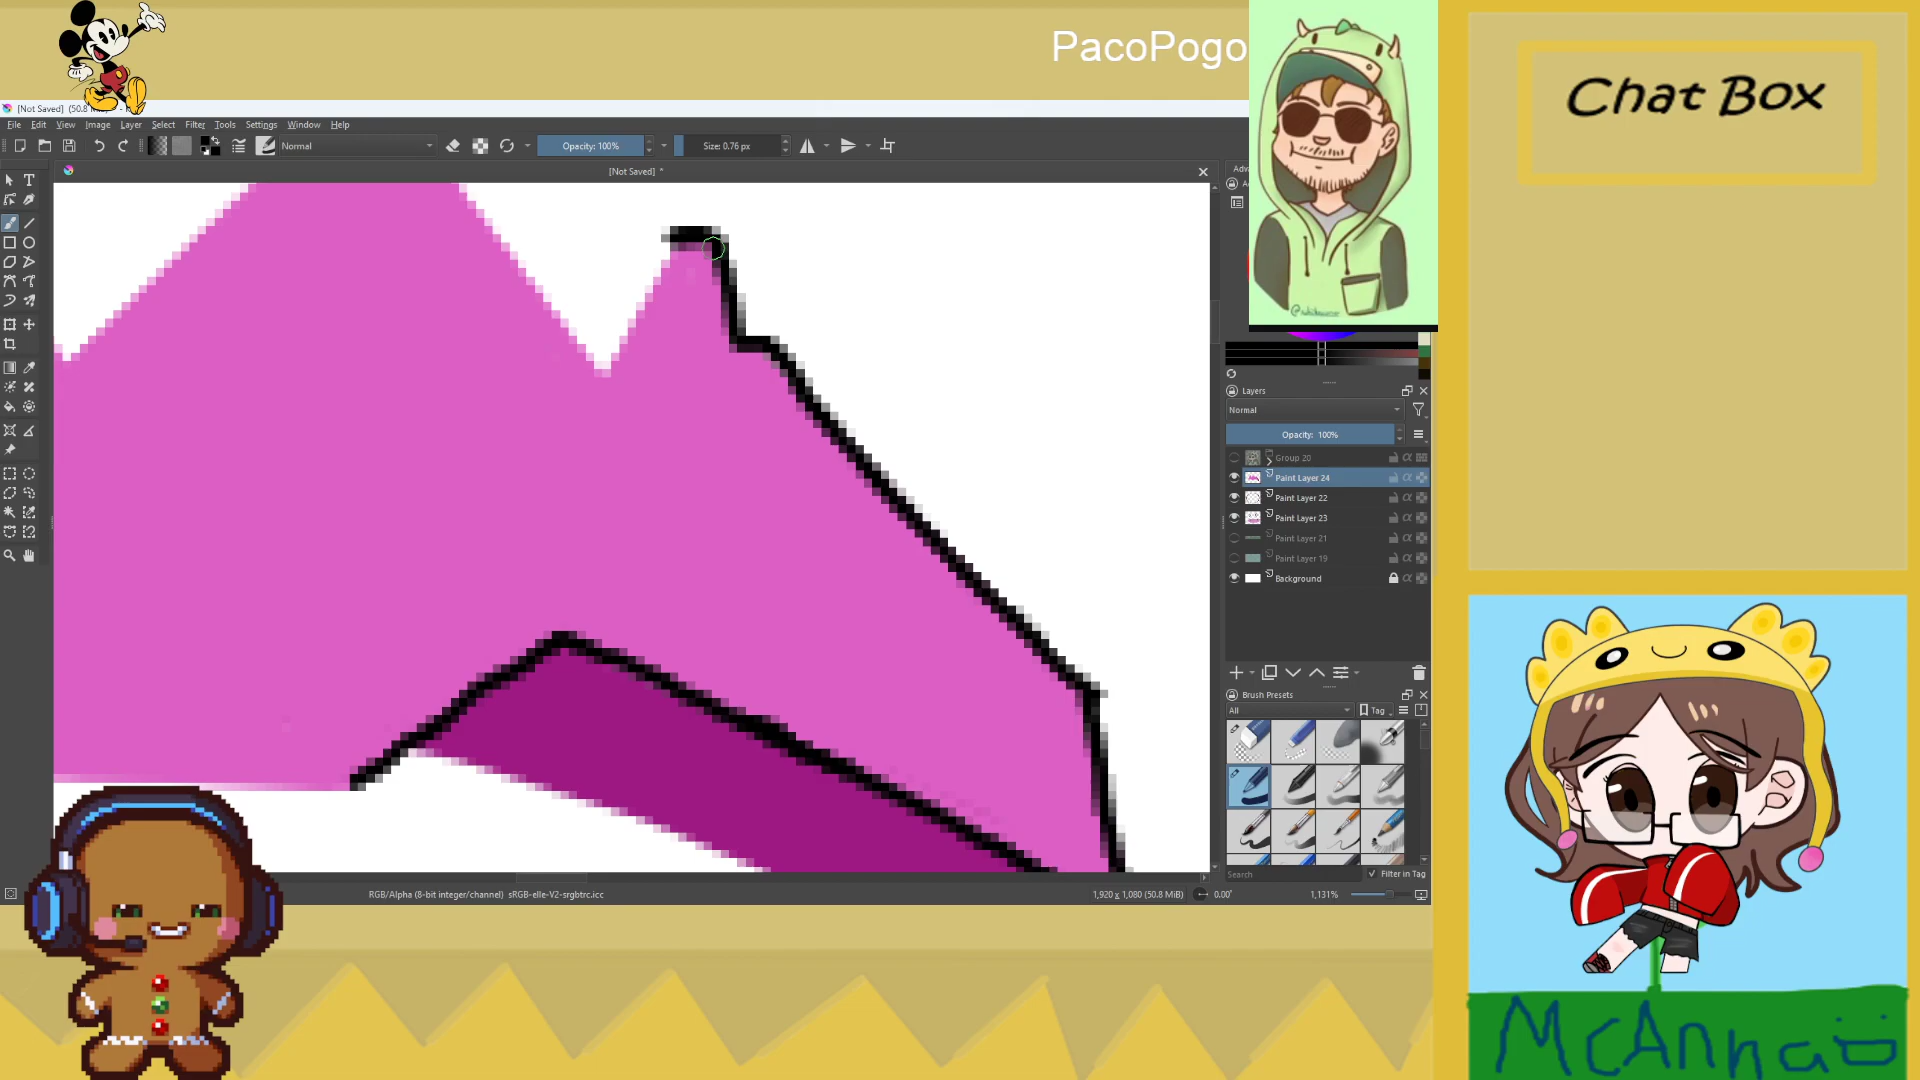 PacoPogo
Chat Box
[Not Saved] (50.8 M
File Edit View Image Layer Select Filter Tools Settings Window Help
Normal
Opacity: 100%
Size: 0.76 px
[Not Saved] *
Adva
Normal
Layers
Opacity: 100%
Group 20
Paint Layer 24
Paint Layer 22
Paint Layer 23
Paint Layer 21
Paint Layer 19
Background
Brush Presets
All
Tag
Search
Filter in Tag
RGB/Alpha (8-bit integer/channel) sRGB-elle-V2-srgbtrc.icc
1,920 x 1,080 (50.8 MiB)
0.00°
1,131%
McAnna